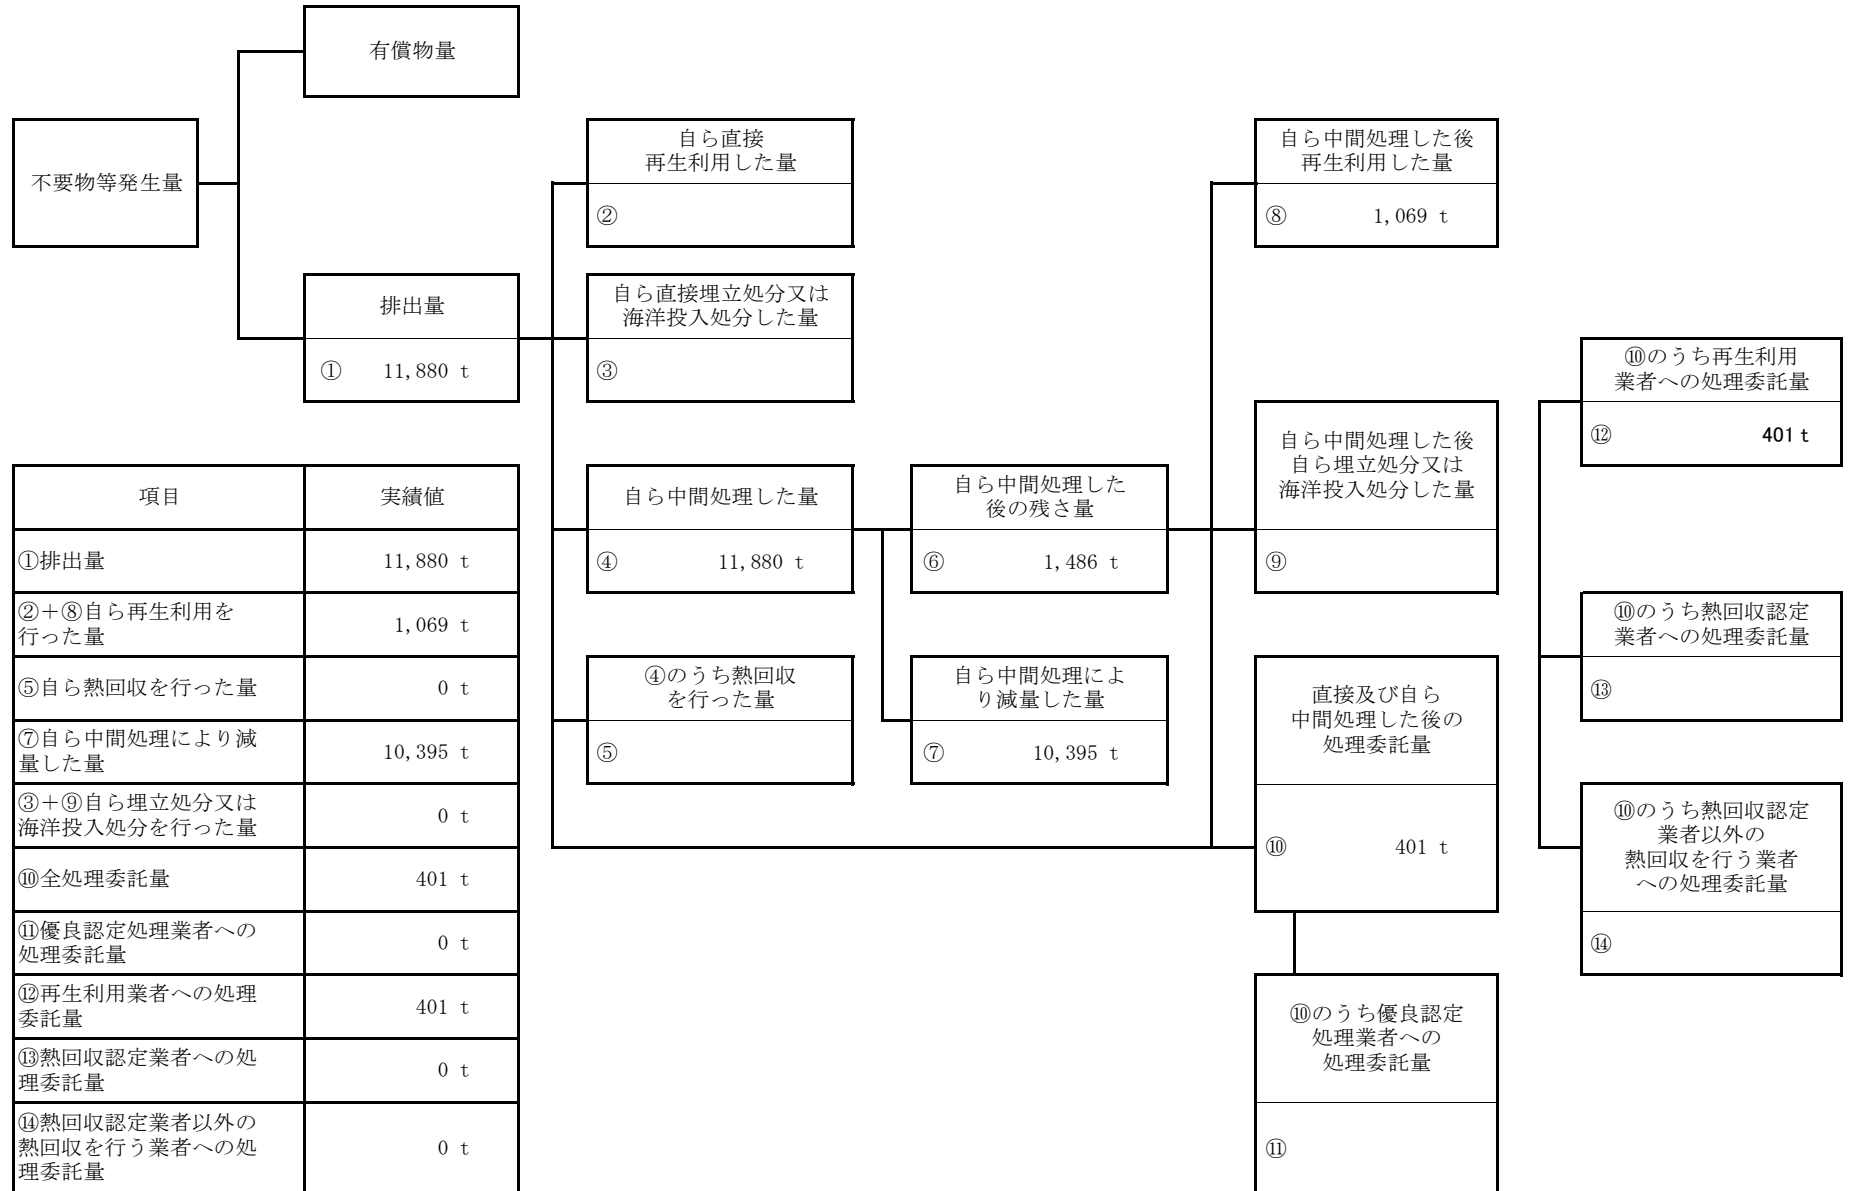 有償物量
不要物等発生量
自ら直接
再生利用した量
②
自ら中間処理した後
再生利用した量
⑧ 1,069 t
排出量
① 11,880 t
自ら直接埋立処分又は
海洋投入処分した量
③
⑩のうち再生利用
業者への処理委託量
⑫ 401 t
自ら中間処理した量
④ 11,880 t
自ら中間処理した
後の残さ量
⑥ 1,486 t
自ら中間処理した後
自ら埋立処分又は
海洋投入処分した量
⑨
④のうち熱回収
を行った量
⑤
自ら中間処理によ
り減量した量
⑦ 10,395 t
直接及び自ら
中間処理した後の
処理委託量
⑩ 401 t
⑩のうち熱回収認定
業者への処理委託量
⑬
⑩のうち熱回収認定
業者以外の
熱回収を行う業者
への処理委託量
⑭
⑩のうち優良認定
処理業者への
処理委託量
⑪
項目 実績値
①排出量 11,880 t
②+⑧自ら再生利用を
行った量 1,069 t
⑤自ら熱回収を行った量 0 t
⑦自ら中間処理により減
量した量 10,395 t
③+⑨自ら埋立処分又は
海洋投入処分を行った量 0 t
⑩全処理委託量 401 t
⑪優良認定処理業者への
処理委託量 0 t
⑫再生利用業者への処理
委託量 401 t
⑬熱回収認定業者への処
理委託量 0 t
⑭熱回収認定業者以外の
熱回収を行う業者への処
理委託量 0 t